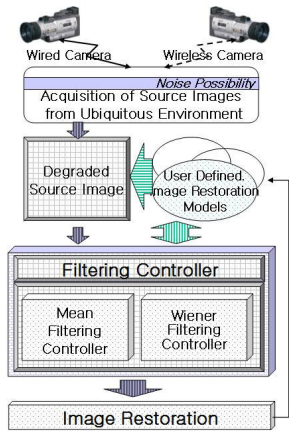 Wired Camera
Wireless Camera
Noise Possibility
Acquisition of Source Images
from Ubiquitous Environment
Degraded
Source Image
User Defined.
Image Restoration
Models
Filtering Controller
Mean
Filtering
Controller
Wiener
Filtering
Controller
Image Restoration